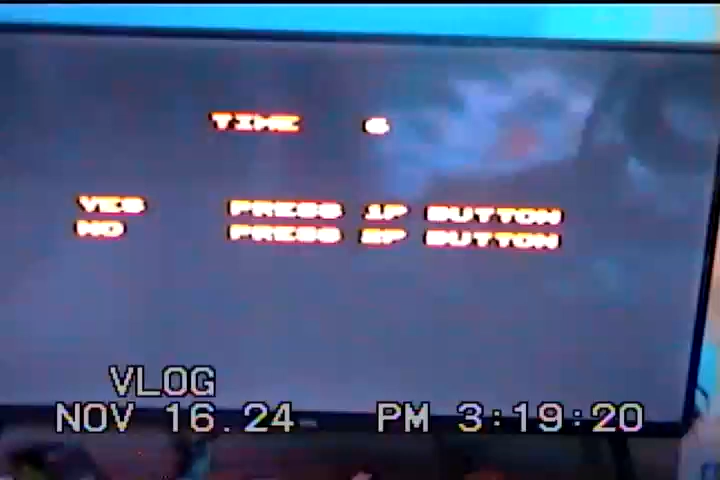 TIME 6
YES PRESS 1P BUTTON
NO PRESS 2P BUTTON
VLOG
NOV 16.24 PM 3:19:20